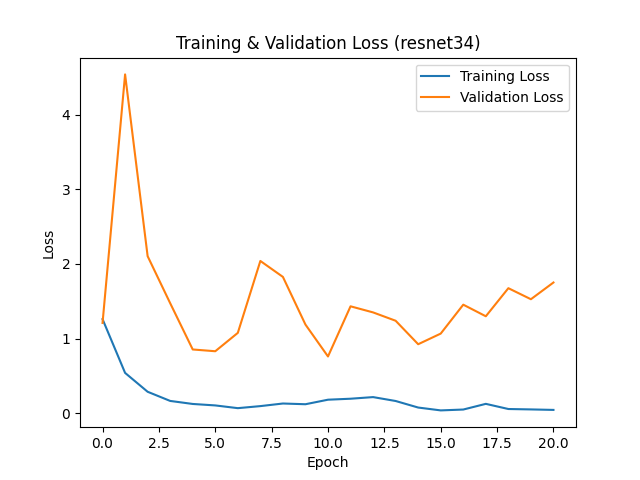 Training & Validation Loss (resnet34)
Training Loss
Validation Loss
4
3
2
1
0
Loss
0.0 2.5 5.0 7.5 10.0 12.5 15.0 17.5 20.0
Epoch